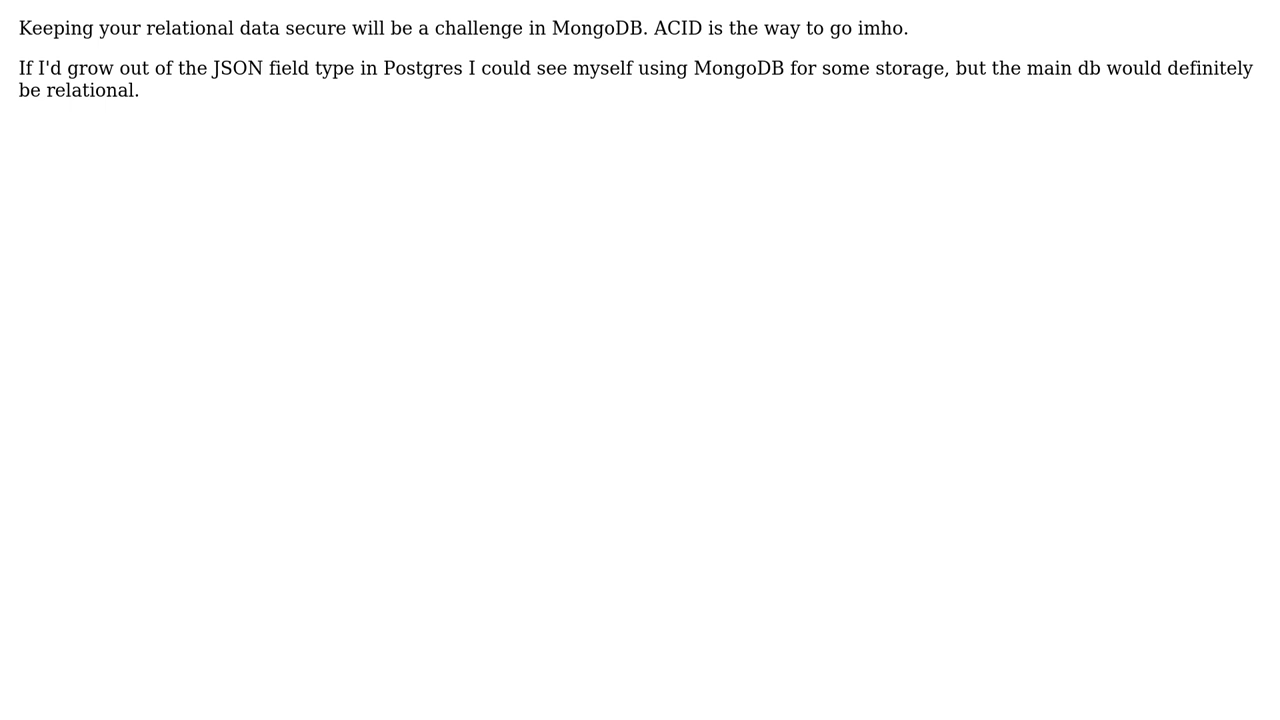 Keeping your relational data secure will be a challenge in MongoDB. ACID is the way to go imho.
If I'd grow out of the JSON field type in Postgres I could see myself using MongoDB for some storage, but the main db would definitely
be relational.